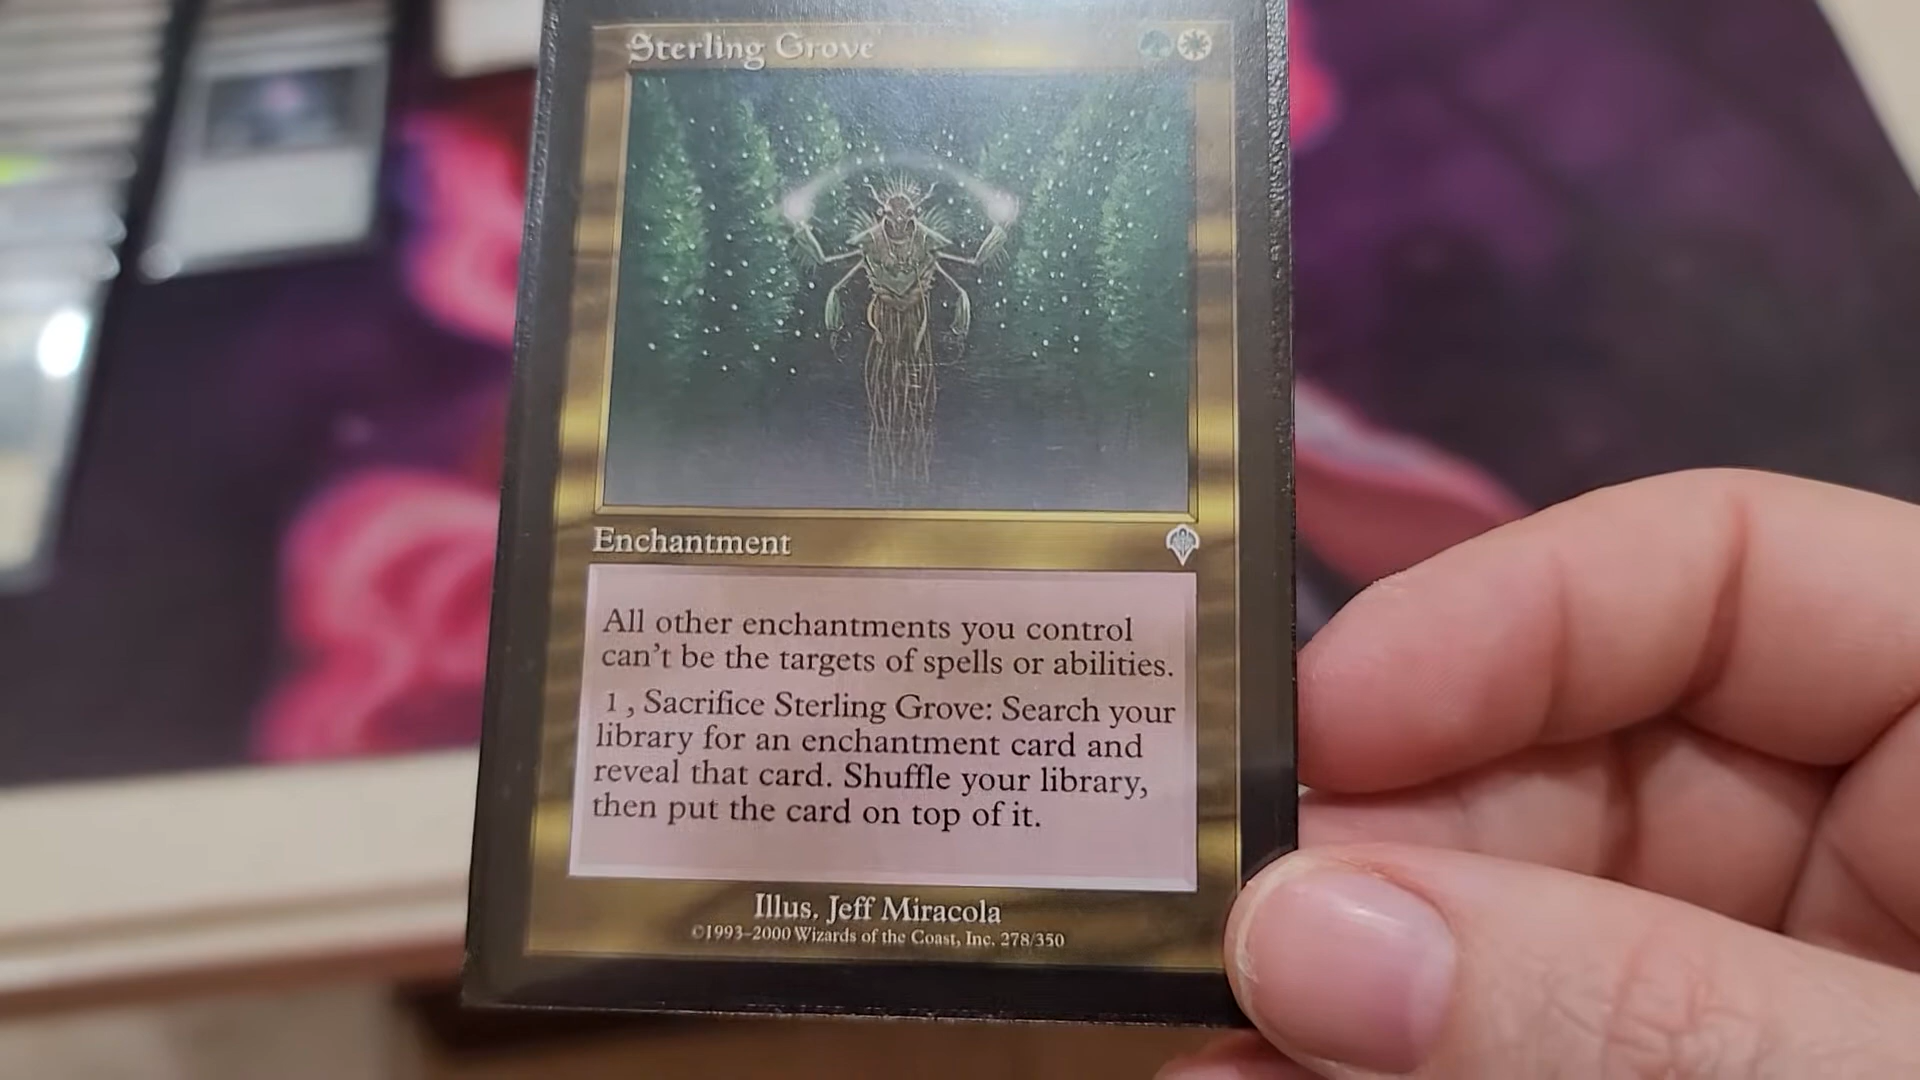 Sterling Grove
Enchantment
All other enchantments you control
can't be the targets of spells or abilities.
1 , Sacrifice Sterling Grove: Search your
library for an enchantment card and
reveal that card. Shuffle your library,
then put the card on top of it.
Illus. Jeff Miracola
©1993–2000 Wizards of the Coast, Inc. 278/350